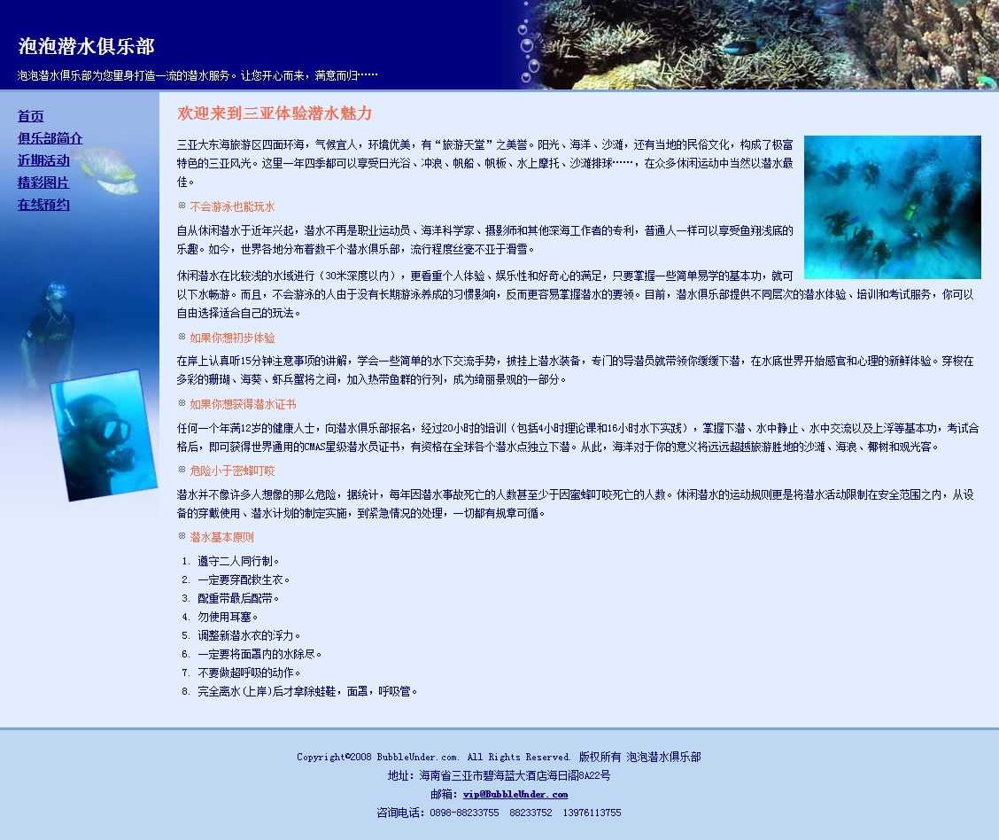 泡泡潜水俱乐部
泡泡潜水俱乐部为您量身打造一流的潜水服务。让您开心而来，满意而归……
首页
俱乐部简介
近期活动
精彩图片
在线预约
欢迎来到三亚体验潜水魅力
三亚大东海旅游区四面环海，气候宜人，环境优美，有“旅游天堂”之美誉。阳光、海洋、沙滩，还有当地的民俗文化，构成了极富
特色的三亚风光。这里一年四季都可以享受日光浴、冲浪、帆船、帆板、水上摩托、沙滩排球……，在众多休闲运动中当然以潜水最
佳。
不会游泳也能玩水
自从休闲潜水于近年兴起，潜水不再是职业运动员、海洋科学家、摄影师和其他深海工作者的专利，普通人一样可以享受鱼翔浅底的
乐趣。如今，世界各地分布着数千个潜水俱乐部，流行程度丝毫不亚于滑雪。
休闲潜水在比较浅的水域进行（30米深度以内），更看重个人体验、娱乐性和好奇心的满足，只要掌握一些简单易学的基本功，就可
以下水畅游。而且，不会游泳的人由于没有长期游泳养成的习惯影响，反而更容易掌握潜水的要领。目前，潜水俱乐部提供不同层次的潜水体验、培训和考试服务，你可以
自由选择适合自己的玩法。
如果你想初步体验
在岸上认真听15分钟注意事项的讲解，学会一些简单的水下交流手势，披挂上潜水装备，专门的导潜员就带领你缓缓下潜，在水底世界开始感官和心理的新鲜体验。穿梭在
多彩的珊瑚、海葵、虾兵蟹将之间，加入热带鱼群的行列，成为绮丽景观的一部分。
如果你想获得潜水证书
任何一个年满12岁的健康人士，向潜水俱乐部报名，经过20小时的培训（包括4小时理论课和16小时水下实践），掌握下潜、水中静止、水中交流以及上浮等基本功，考试合
格后，即可获得世界通用的CMAS星级潜水员证书，有资格在全球各个潜水点独立下潜。从此，海洋对于你的意义将远远超越旅游胜地的沙滩、海浪、椰树和观光客。
危险小于密蜂叮咬
潜水并不像许多人想像的那么危险，据统计，每年因潜水事故死亡的人数甚至少于因蜜蜂叮咬死亡的人数。休闲潜水的运动规则更是将潜水活动限制在安全范围之内，从设
备的穿戴使用、潜水计划的制定实施，到紧急情况的处理，一切都有规章可循。
潜水基本原则
1. 遵守二人同行制。
2. 一定要穿配救生衣。
3. 配重带最后配带。
4. 勿使用耳塞。
5. 调整新潜水衣的浮力。
6. 一定要将面罩内的水除尽。
7. 不要做超呼吸的动作。
8. 完全离水(上岸)后才拿除蛙鞋，面罩，呼吸管。
Copyright©2008 BubbleUnder.com. All Rights Reserved. 版权所有 泡泡潜水俱乐部
地址：海南省三亚市碧海蓝大酒店海日阁8A22号
邮箱：vip@BubbleUnder.com
咨询电话：0898-88233755 88233752 13976113755